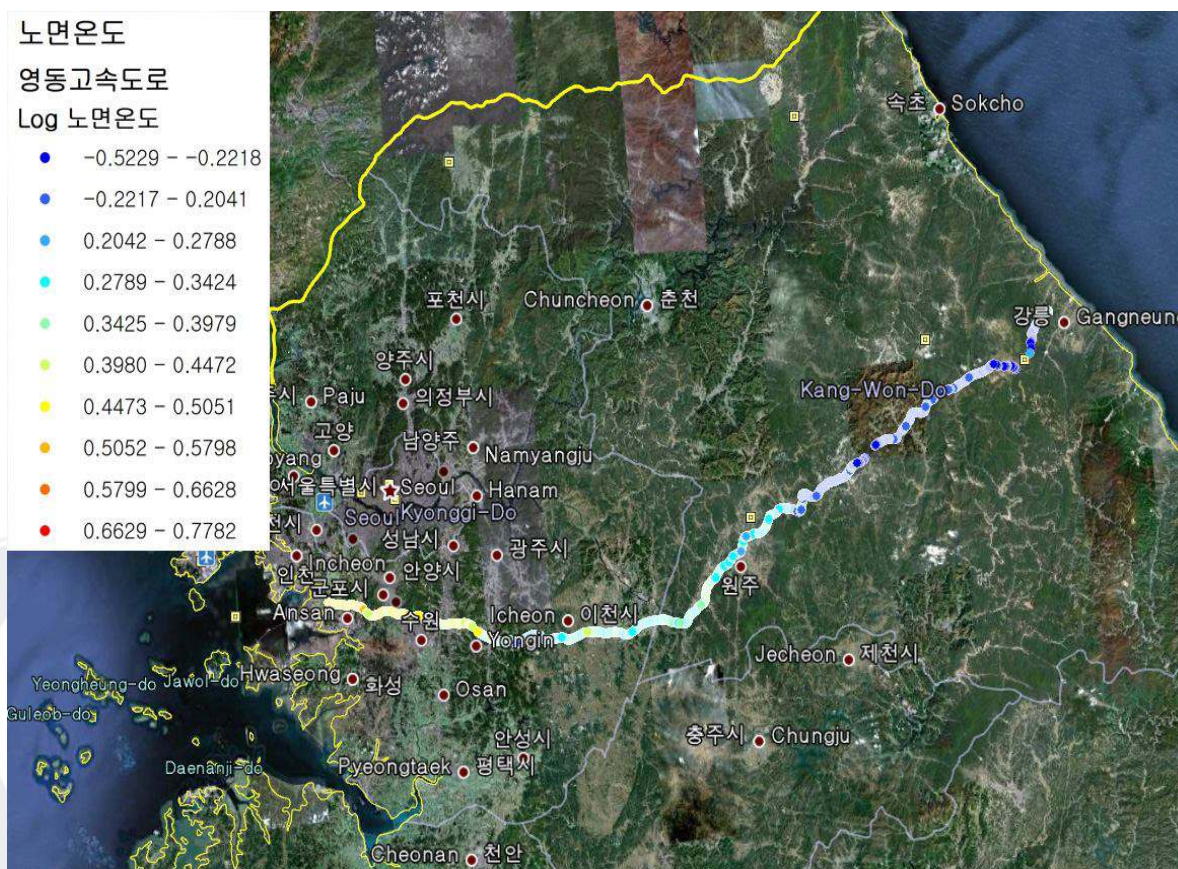 노면온도
영동고속도로
Log 노면온도
-0.5229 - -0.2218
-0.2217 - 0.2041
0.2042 - 0.2788
0.2789 - 0.3424
0.3425 - 0.3979
0.3980 - 0.4472
0.4473 - 0.5051
0.5052 - 0.5798
0.5799 - 0.6628
0.6629 - 0.7782
속초 Sokcho
Chuncheon 춘천
포천시
강릉 Gangneung
양주시
Paju
의정부시
Kang-Won-Do
고양
남양주
Namyangju
oyang
서울특별시 Seoul
Hanam
Seoul
Kyonggi-Do
천시
성남시
광주시
Incheon
인천
안양시
군포시
원주
Ansan
수원
Icheon 이천시
Yongin
Jecheon 제천시
Hwaseong
화성
Yeongheung-do
Jawol-do
Osan
Guleob-do
안성시
충주시 Chungju
Daenanji-do
Pyeongtaek 평택시
Cheonan 천안